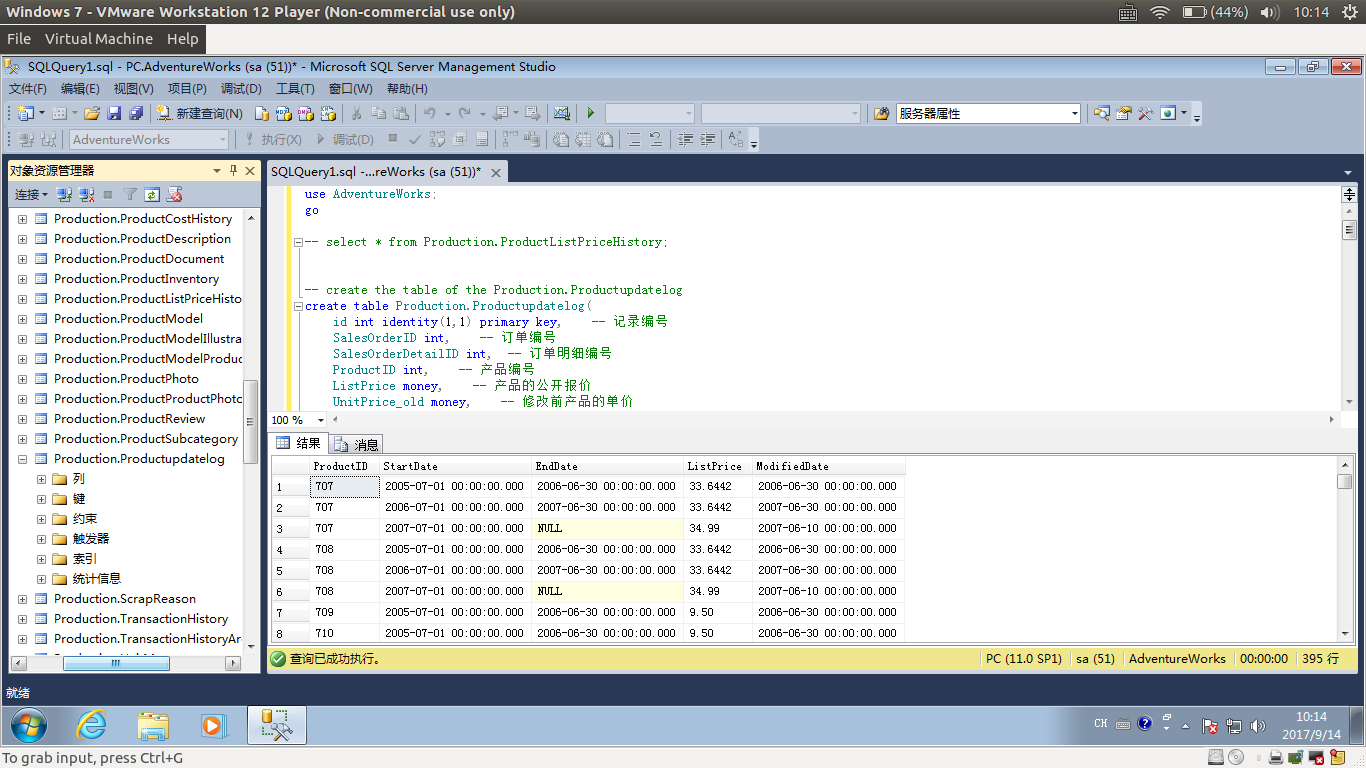 Windows 7 - VMware Workstation 12 Player (Non-commercial use only)
(44%)
10:14
File Virtual Machine Help
SQLQuery1.sql - PC.AdventureWorks (sa (51))* - Microsoft SQL Server Management Studio
文件(F) 编辑(E) 视图(V) 项目(P) 调试(D) 工具(T) 窗口(W) 帮助(H)
新建查询(N)
服务器属性
AdventureWorks
执行(X)
调试(D)
对象资源管理器
连接
Production.ProductCostHistory
Production.ProductDescription
Production.ProductDocument
Production.ProductInventory
Production.ProductListPriceHisto
Production.ProductModel
Production.ProductModelIllustra
Production.ProductModelProduc
Production.ProductPhoto
Production.ProductProductPhoto
Production.ProductReview
Production.ProductSubcategory
Production.Productupdatelog
列
键
约束
触发器
索引
统计信息
Production.ScrapReason
Production.TransactionHistory
Production.TransactionHistoryAr
SQLQuery1.sql -...reWorks (sa (51))*
use AdventureWorks;
go
-- select * from Production.ProductListPriceHistory;
-- create the table of the Production.Productupdatelog
create table Production.Productupdatelog(
id int identity(1,1) primary key, -- 记录编号
SalesOrderID int, -- 订单编号
SalesOrderDetailID int, -- 订单明细编号
ProductID int, -- 产品编号
ListPrice money, -- 产品的公开报价
UnitPrice_old money, -- 修改前产品的单价
100 %
结果 消息
ProductID StartDate EndDate ListPrice ModifiedDate
1 707 2005-07-01 00:00:00.000 2006-06-30 00:00:00.000 33.6442 2006-06-30 00:00:00.000
2 707 2006-07-01 00:00:00.000 2007-06-30 00:00:00.000 33.6442 2007-06-30 00:00:00.000
3 707 2007-07-01 00:00:00.000 NULL 34.99 2007-06-10 00:00:00.000
4 708 2005-07-01 00:00:00.000 2006-06-30 00:00:00.000 33.6442 2006-06-30 00:00:00.000
5 708 2006-07-01 00:00:00.000 2007-06-30 00:00:00.000 33.6442 2007-06-30 00:00:00.000
6 708 2007-07-01 00:00:00.000 NULL 34.99 2007-06-10 00:00:00.000
7 709 2005-07-01 00:00:00.000 2006-06-30 00:00:00.000 9.50 2006-06-30 00:00:00.000
8 710 2005-07-01 00:00:00.000 2006-06-30 00:00:00.000 9.50 2006-06-30 00:00:00.000
查询已成功执行。
PC (11.0 SP1) sa (51) AdventureWorks 00:00:00 395 行
就绪
CH
10:14
2017/9/14
To grab input, press Ctrl+G